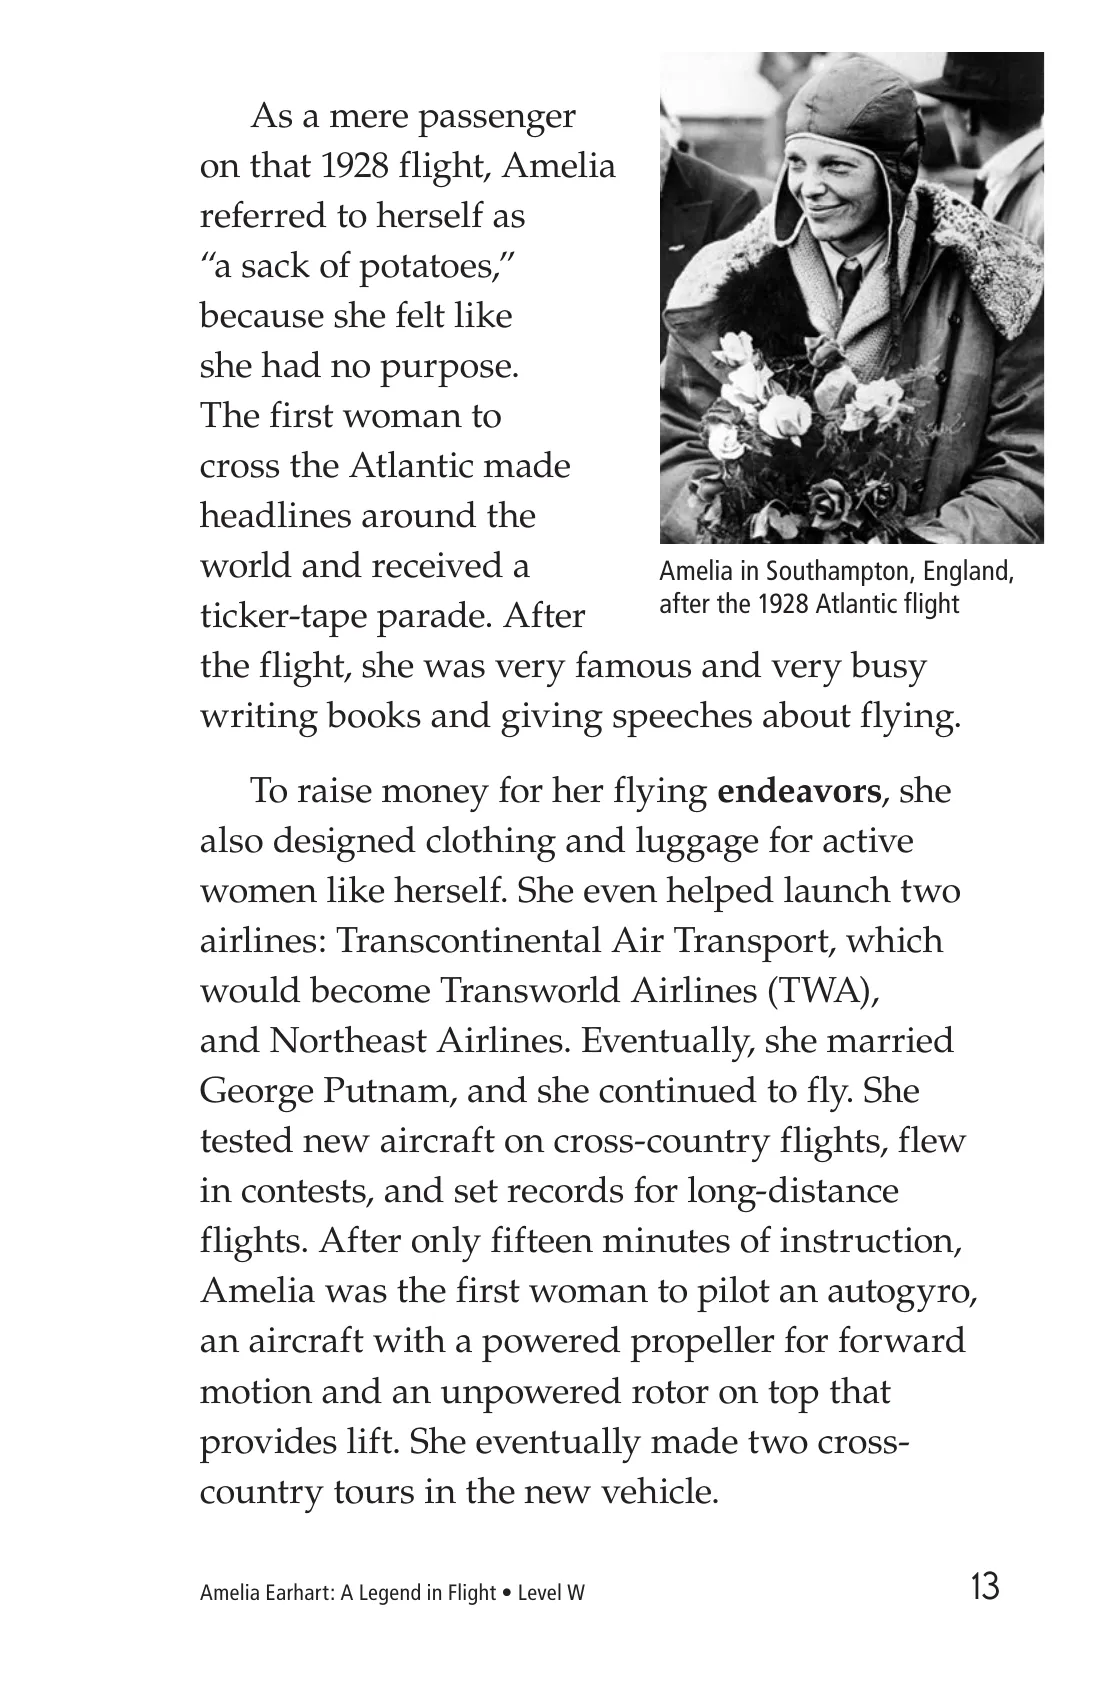 As a mere passenger
on that 1928 flight, Amelia
referred to herself as
“a sack of potatoes,”
because she felt like
she had no purpose.
The first woman to
cross the Atlantic made
headlines around the
world and received a
ticker-tape parade. After
the flight, she was very famous and very busy
writing books and giving speeches about flying.
Amelia in Southampton, England,
after the 1928 Atlantic flight
To raise money for her flying endeavors, she
also designed clothing and luggage for active
women like herself. She even helped launch two
airlines: Transcontinental Air Transport, which
would become Transworld Airlines (TWA),
and Northeast Airlines. Eventually, she married
George Putnam, and she continued to fly. She
tested new aircraft on cross-country flights, flew
in contests, and set records for long-distance
flights. After only fifteen minutes of instruction,
Amelia was the first woman to pilot an autogyro,
an aircraft with a powered propeller for forward
motion and an unpowered rotor on top that
provides lift. She eventually made two cross-
country tours in the new vehicle.
Amelia Earhart: A Legend in Flight • Level W
13